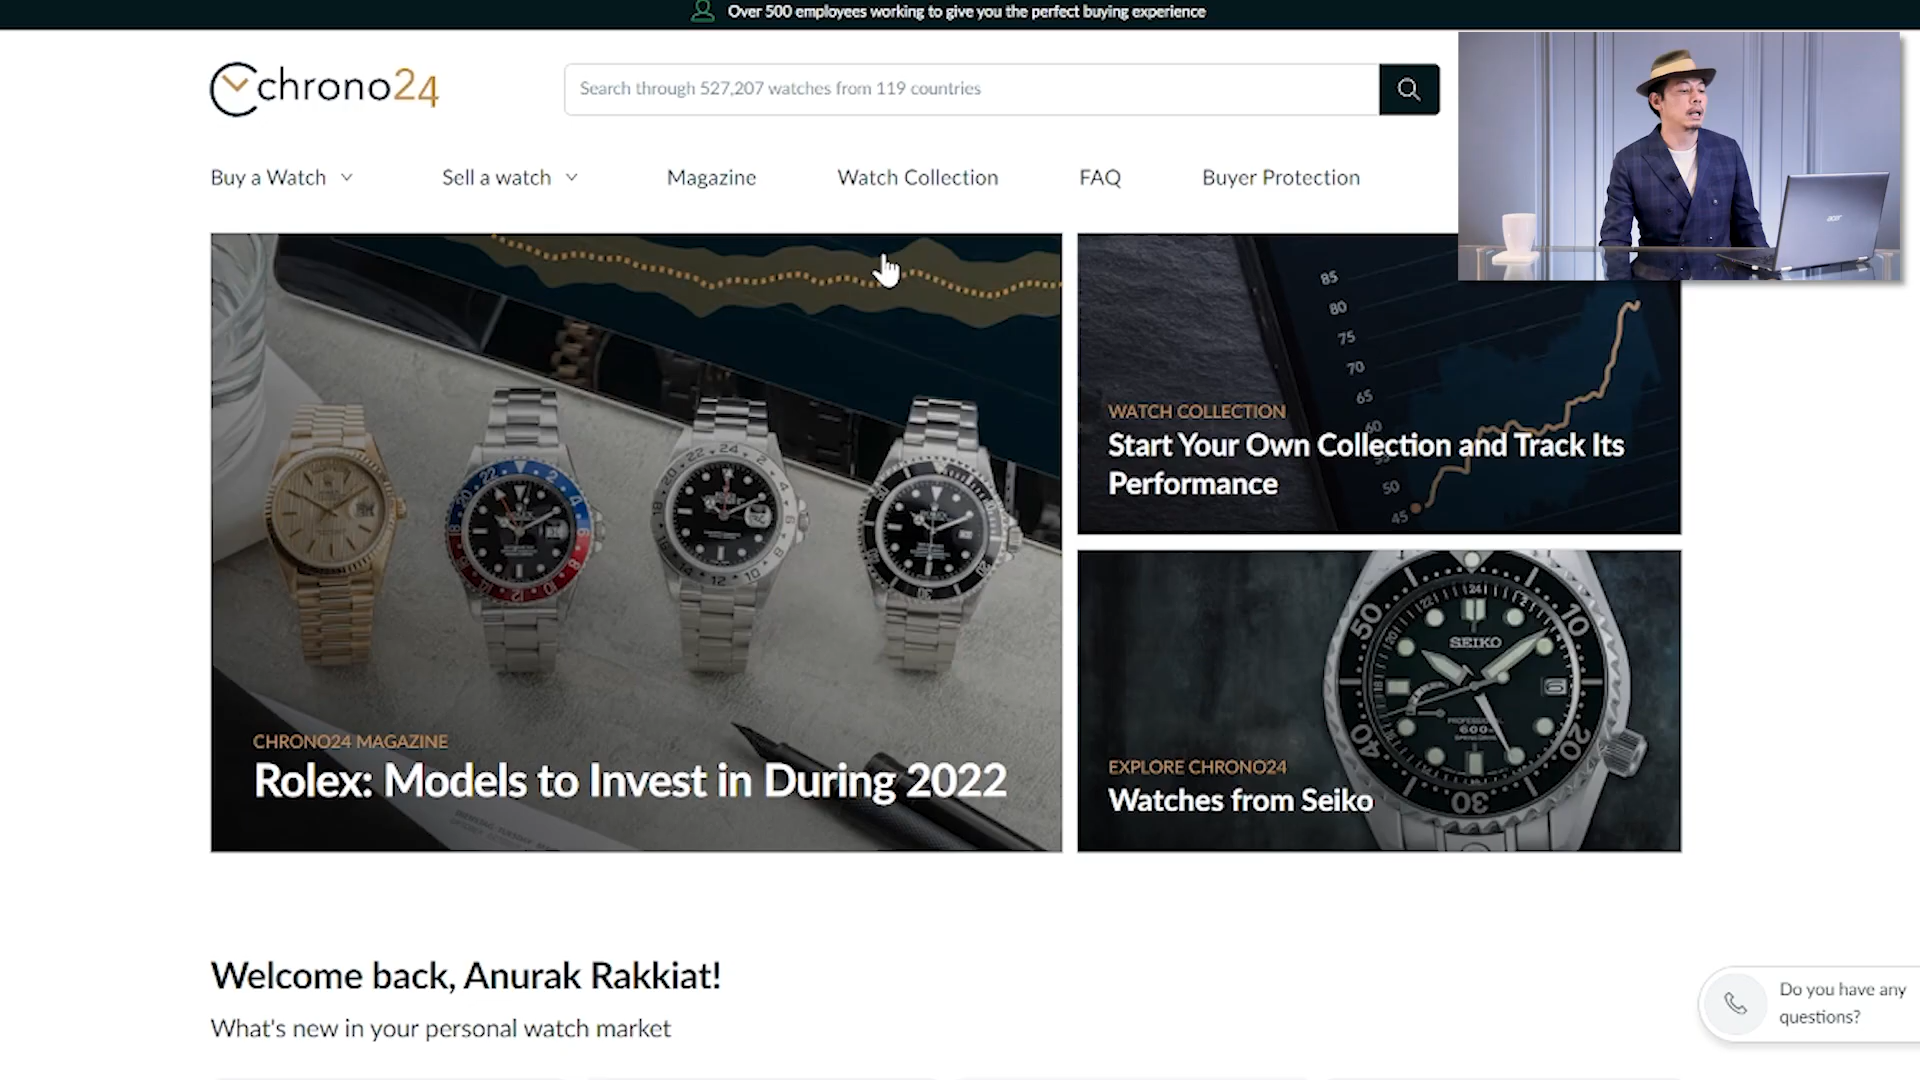 Over 500 employees working to give you the perfect buying experience
chrono24
Search through 527,207 watches from 119 countries
Buy a Watch
Sell a watch
Magazine
Watch Collection
FAQ
Buyer Protection
acer
85
80
75
70
65
60
50
45
WATCH COLLECTION
Start Your Own Collection and Track Its
Performance
CHRONO24 MAGAZINE
Rolex: Models to Invest in During 2022
SEIKO
EXPLORE CHRONO24
Watches from Seiko
Welcome back, Anurak Rakkiat!
What's new in your personal watch market
Do you have any
questions?